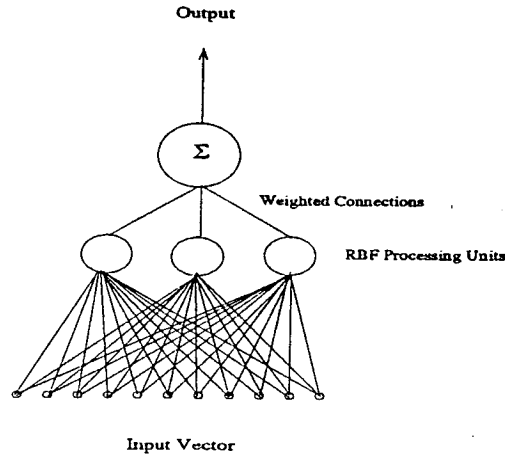 Output
Σ
Weighted Connections
RBF Processing Units
Input Vector